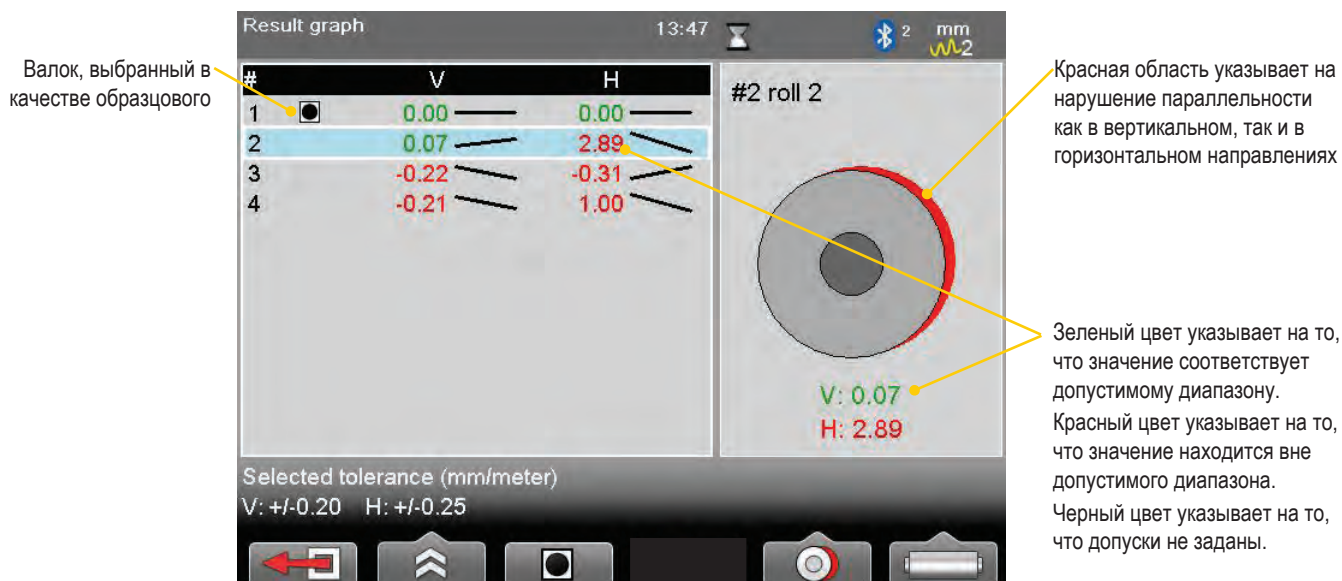 Result graph 13:47 2 mm
2
Валок, выбранный в
качестве образцового
# V H
1 0.00 0.00
2 0.07 2.89
3 -0.22 -0.31
4 -0.21 1.00
#2 roll 2
V: 0.07
H: 2.89
Selected tolerance (mm/meter)
V: +/-0.20 H: +/-0.25
Красная область указывает на
нарушение параллельности
как в вертикальном, так и в
горизонтальном направлениях
Зеленый цвет указывает на то,
что значение соответствует
допустимому диапазону.
Красный цвет указывает на то,
что значение находится вне
допустимого диапазона.
Черный цвет указывает на то,
что допуски не заданы.